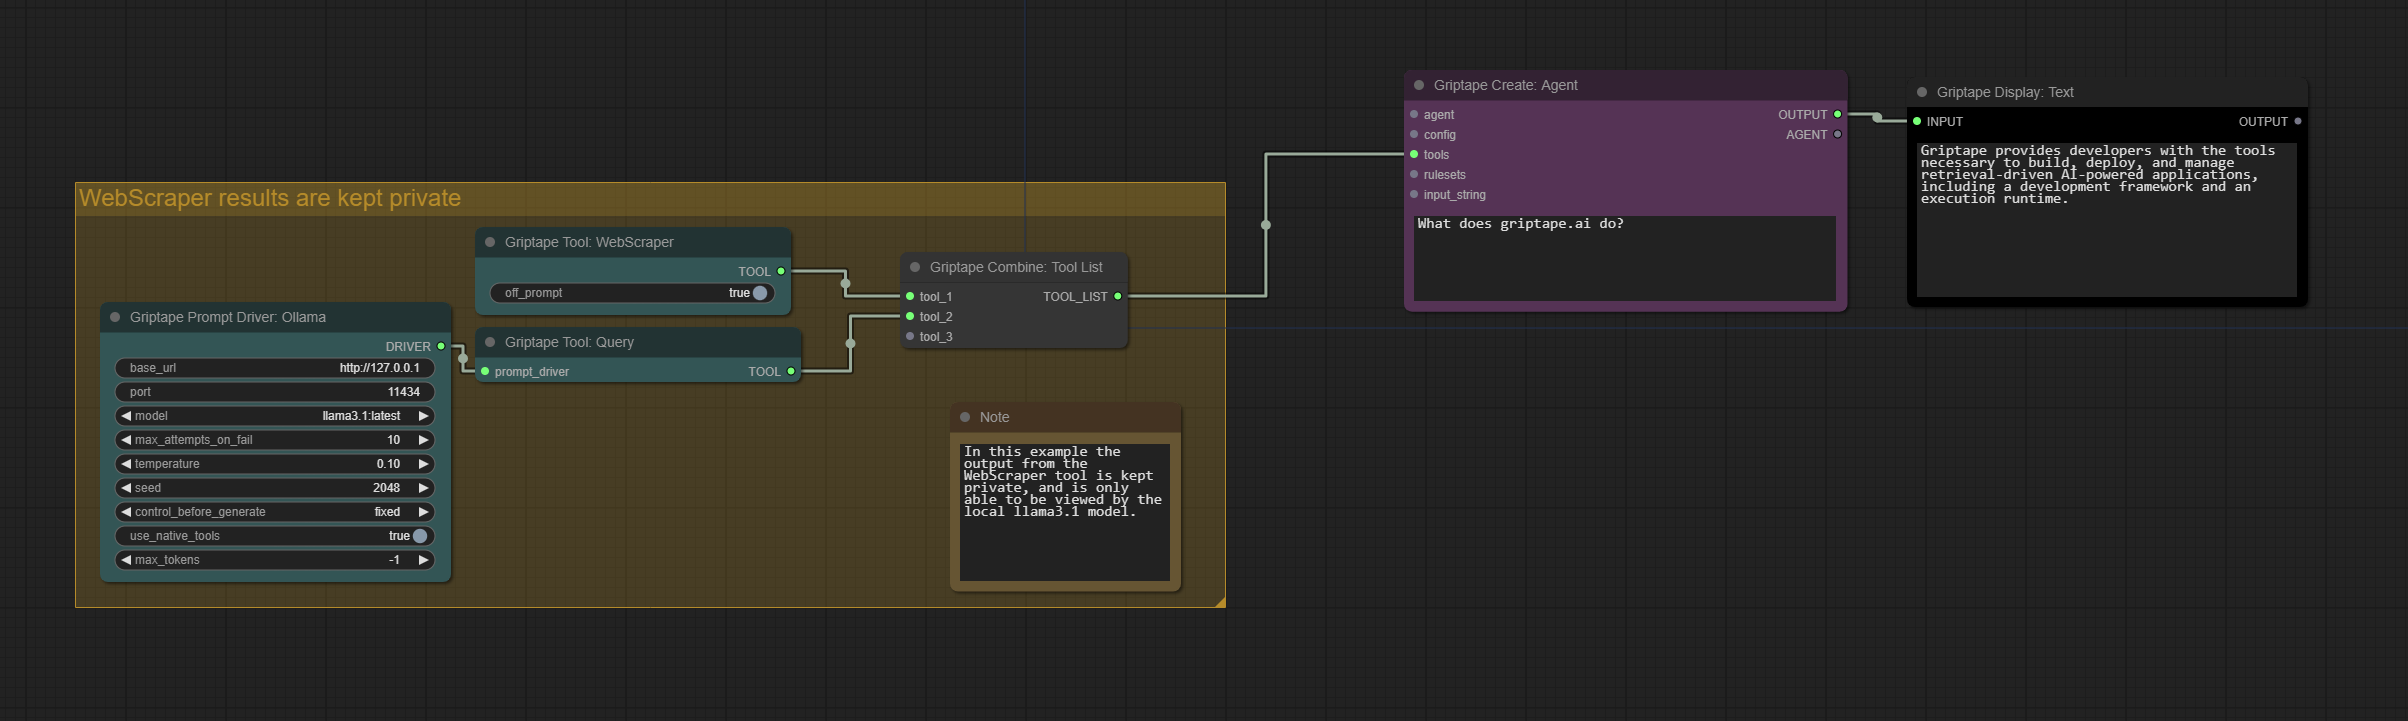 WebScraper results are kept private
Griptape Prompt Driver: Ollama
DRIVER
base_url http://127.0.0.1
port 11434
model llama3.1:latest
max_attempts_on_fail 10
temperature 0.10
seed 2048
control_before_generate fixed
use_native_tools true
max_tokens -1
Griptape Tool: WebScraper
TOOL
off_prompt true
Griptape Tool: Query
prompt_driver TOOL
Griptape Combine: Tool List
tool_1 TOOL_LIST
tool_2
tool_3
Note
In this example the
output from the
WebScraper tool is kept
private, and is only
able to be viewed by the
local llama3.1 model.
Griptape Create: Agent
agent OUTPUT
config AGENT
tools
rulesets
input_string
What does griptape.ai do?
Griptape Display: Text
INPUT OUTPUT
Griptape provides developers with the tools
necessary to build, deploy, and manage
retrieval-driven AI-powered applications,
including a development framework and an
execution runtime.